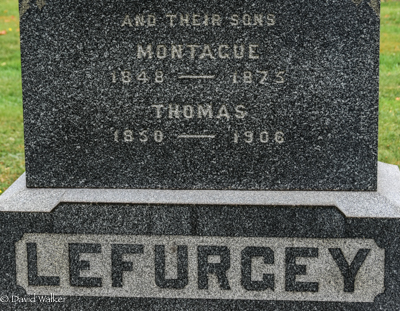 AND THEIR SONS
MONTAGUE
1848 — 1873
THOMAS
1850 — 1906
LEFURGEY
© David Walker